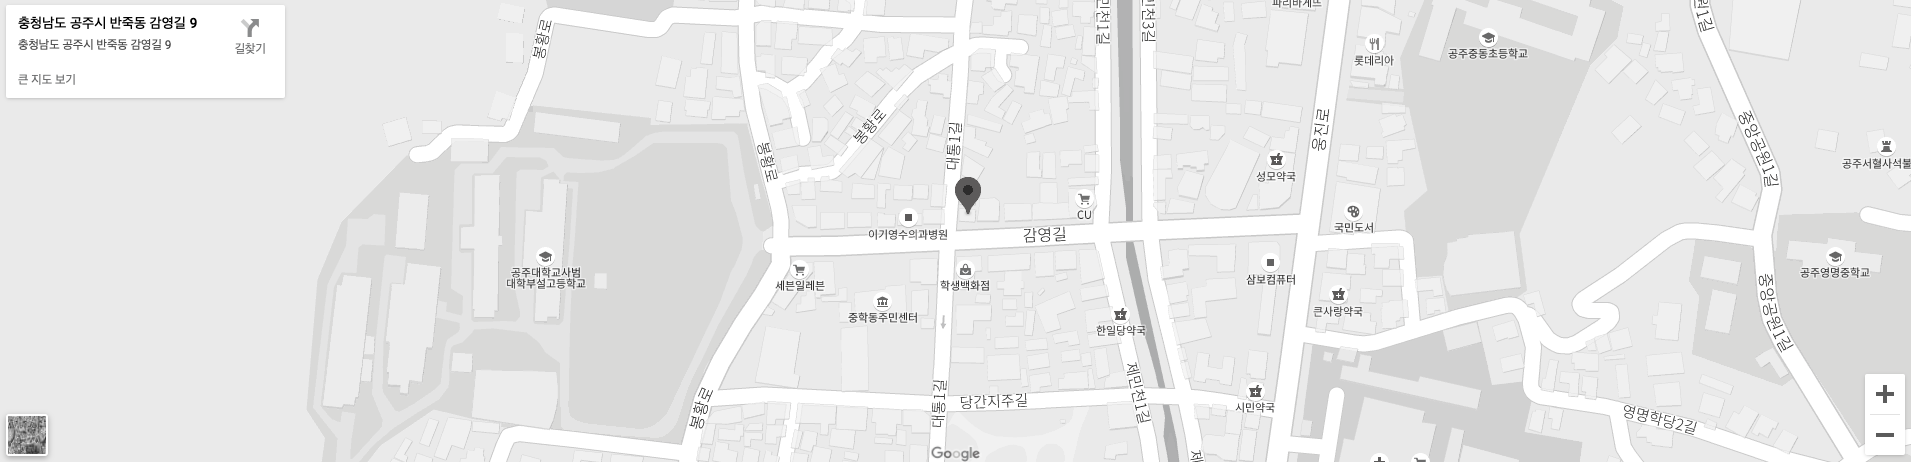 충청남도 공주시 반죽동 감영길 9
충청남도 공주시 반죽동 감영길 9
길찾기
큰 지도 보기
봉황로
민천1길
민천3길
파리바게뜨
롯데리아
공주중동초등학교
원1길
봉황로
봉황로
대통1길
웅진로
중앙공원1길
성모약국
공주서혈사석불
CU
국민도서
이기영수의과병원
감영길
공주대학교사범
대학부설고등학교
세븐일레븐
학생백화점
삼보컴퓨터
공주영명중학교
중학동주민센터
한일당약국
큰사랑약국
중앙공원1길
봉황로
대통1길
당간지주길
제민천1길
시민약국
영명학당2길
제
Google